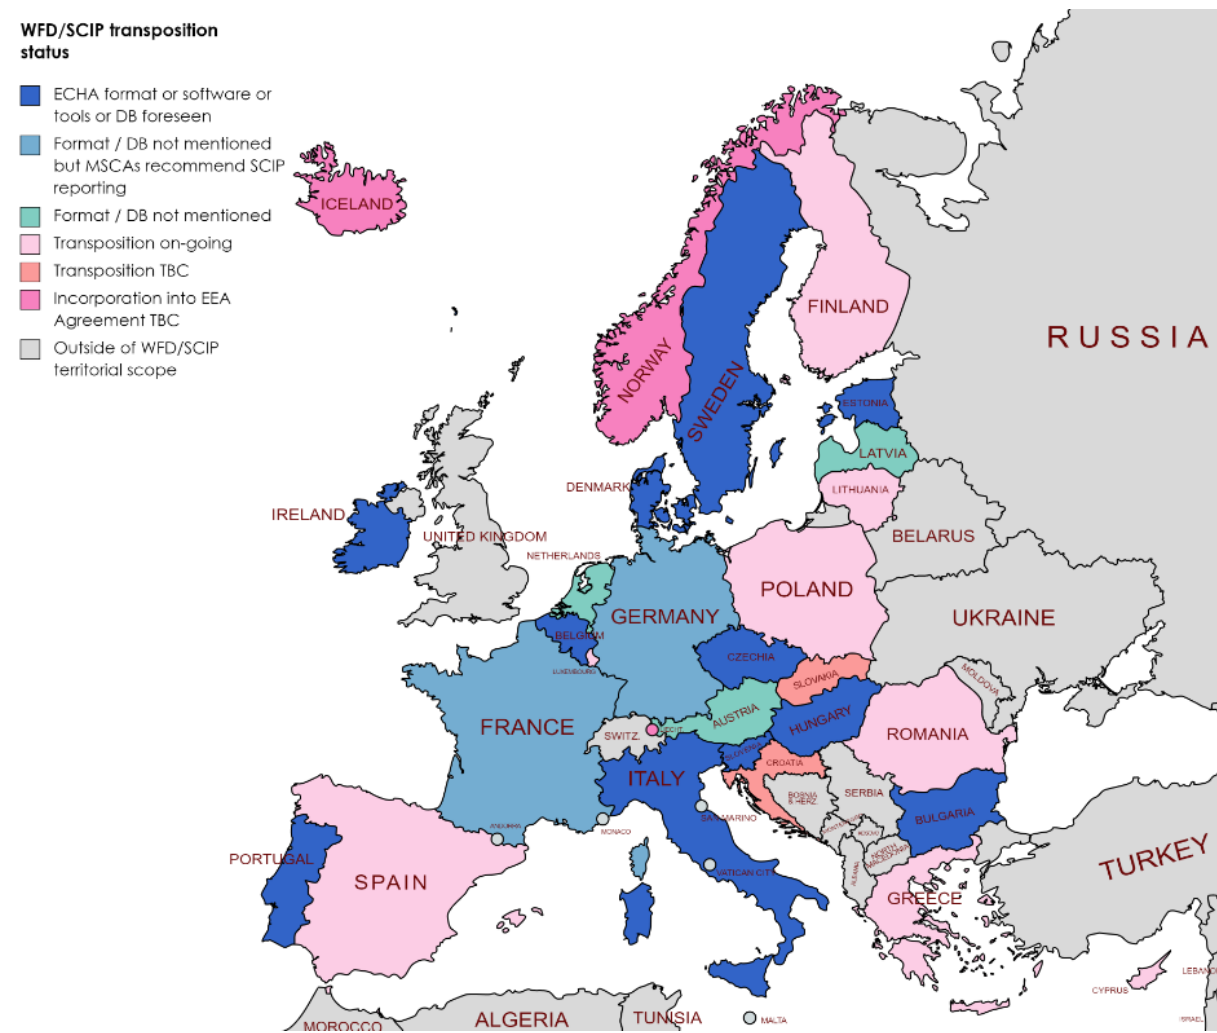 WFD/SCIP transposition
status
ECHA format or software or
tools or DB foreseen
Format / DB not mentioned
but MSCAs recommend SCIP
reporting
Format / DB not mentioned
Transposition on-going
Transposition TBC
Incorporation into EEA
Agreement TBC
Outside of WFD/SCIP
territorial scope
ICELAND
FINLAND
RUSSIA
NORWAY
SWEDEN
ESTONIA
LATVIA
DENMARK
LITHUANIA
IRELAND
UNITED KINGDOM
BELARUS
NETHERLANDS
POLAND
GERMANY
UKRAINE
BELGIUM
CZECHIA
LUXEMBOURG
SLOVAKIA
MOLDOVA
AUSTRIA
HUNGARY
FRANCE
SWITZ.
ROMANIA
SLOVENIA
CROATIA
ITALY
BOSNIA
& HERZ.
SERBIA
SAN MARINO
BULGARIA
ANDORRA
MONACO
MONTENEGRO
KOSOVO
NORTH
MACEDONIA
PORTUGAL
TURKEY
VATICAN CITY
ALBANIA
SPAIN
GREECE
LEBAN
CYPRUS
MALTA
ISRAEL
MOROCCO
ALGERIA
TUNISIA